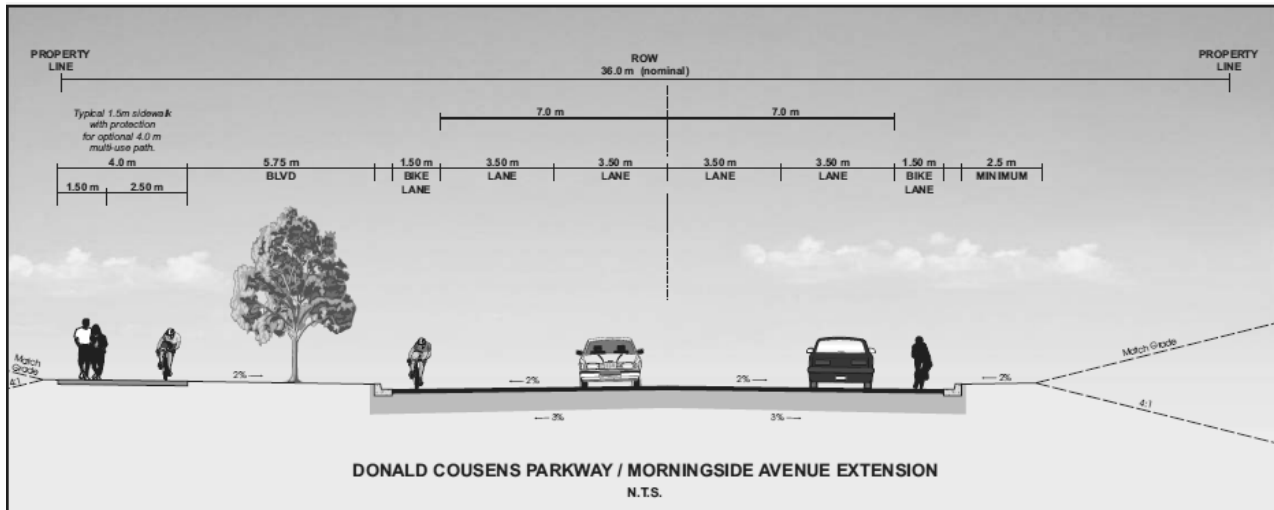 PROPERTY
LINE
ROW
36.0 m (nominal)
PROPERTY
LINE
Typical 1.5m sidewalk
with protection
for optional 4.0 m
multi-use path.
7.0 m
7.0 m
4.0 m
5.75 m
BLVD
1.50 m
BIKE
LANE
3.50 m
LANE
3.50 m
LANE
3.50 m
LANE
3.50 m
LANE
1.50 m
BIKE
LANE
2.5 m
MINIMUM
1.50 m
2.50 m
Match
Grade
4:1
2%
2%
2%
2%
Match Grade
4:1
3%
3%
DONALD COUSENS PARKWAY / MORNINGSIDE AVENUE EXTENSION
N.T.S.